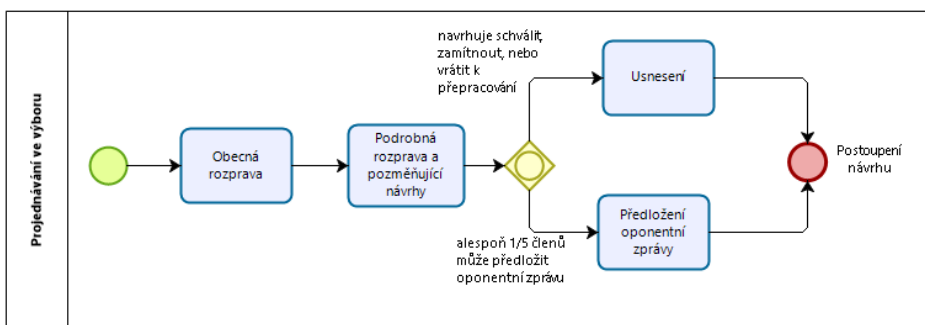 Projednávání ve výboru
Obecná
rozprava
Podrobná
rozprava a
pozměňující
návrhy
navrhuje schválit,
zamítnout, nebo
vrátit k
přepracování
Usnesení
alespoň 1/5 členů
může předložit
oponentní zprávu
Předložení
oponentní
zprávy
Postoupení
návrhu